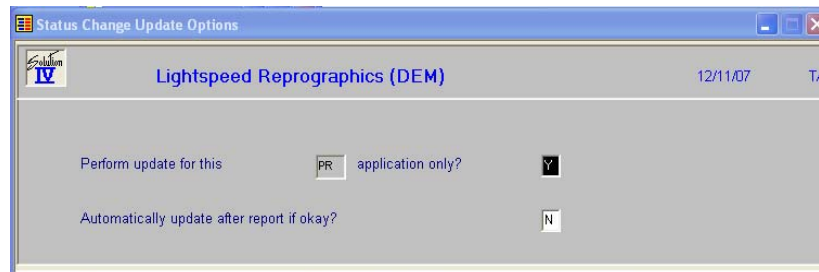 Status Change Update Options
Solution
IV
Lightspeed Reprographics (DEM) 12/11/07
Perform update for this PR application only? Y
Automatically update after report if okay? N